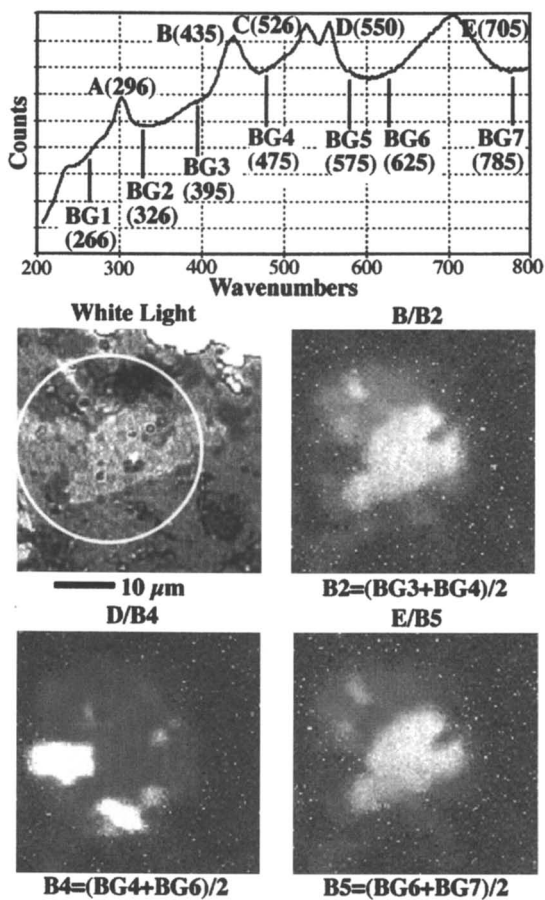 B(435) C(526) D(550) E(705)
A(296)
Counts
BG1
(266)
BG2
(326)
BG3
(395)
BG4
(475)
BG5
(575)
BG6
(625)
BG7
(785)
200 300 400 500 600 700 800
Wavenumbers
White Light
B/B2
10 μm
B2=(BG3+BG4)/2
D/B4
E/B5
B4=(BG4+BG6)/2
B5=(BG6+BG7)/2